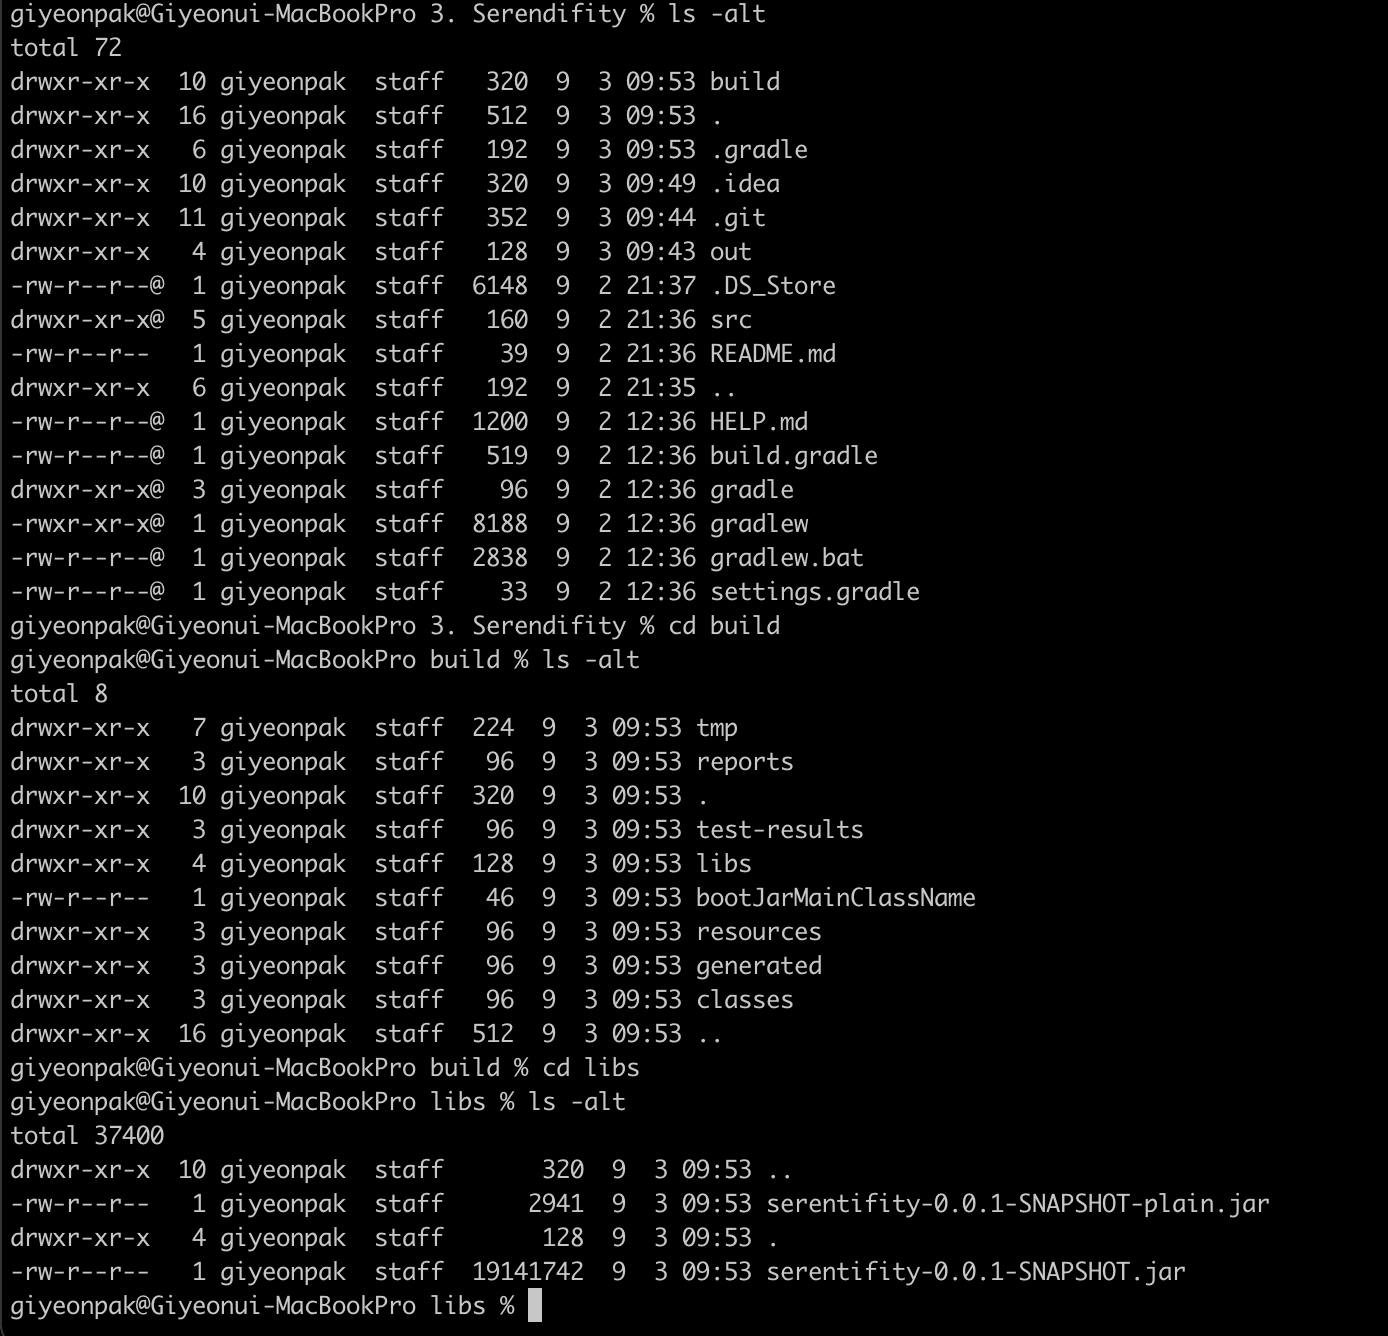 giyeonpak@Giyeonui-MacBookPro 3. Serendifity % ls -alt
total 72
drwxr-xr-x  10 giyeonpak  staff   320  9  3 09:53 build
drwxr-xr-x  16 giyeonpak  staff   512  9  3 09:53 .
drwxr-xr-x   6 giyeonpak  staff   192  9  3 09:53 .gradle
drwxr-xr-x  10 giyeonpak  staff   320  9  3 09:49 .idea
drwxr-xr-x  11 giyeonpak  staff   352  9  3 09:44 .git
drwxr-xr-x   4 giyeonpak  staff   128  9  3 09:43 out
-rw-r--r--@  1 giyeonpak  staff  6148  9  2 21:37 .DS_Store
drwxr-xr-x@  5 giyeonpak  staff   160  9  2 21:36 src
-rw-r--r--   1 giyeonpak  staff    39  9  2 21:36 README.md
drwxr-xr-x   6 giyeonpak  staff   192  9  2 21:35 ..
-rw-r--r--@  1 giyeonpak  staff  1200  9  2 12:36 HELP.md
-rw-r--r--@  1 giyeonpak  staff   519  9  2 12:36 build.gradle
drwxr-xr-x@  3 giyeonpak  staff    96  9  2 12:36 gradle
-rwxr-xr-x@  1 giyeonpak  staff  8188  9  2 12:36 gradlew
-rw-r--r--@  1 giyeonpak  staff  2838  9  2 12:36 gradlew.bat
-rw-r--r--@  1 giyeonpak  staff    33  9  2 12:36 settings.gradle
giyeonpak@Giyeonui-MacBookPro 3. Serendifity % cd build
giyeonpak@Giyeonui-MacBookPro build % ls -alt
total 8
drwxr-xr-x   7 giyeonpak  staff  224  9  3 09:53 tmp
drwxr-xr-x   3 giyeonpak  staff   96  9  3 09:53 reports
drwxr-xr-x  10 giyeonpak  staff  320  9  3 09:53 .
drwxr-xr-x   3 giyeonpak  staff   96  9  3 09:53 test-results
drwxr-xr-x   4 giyeonpak  staff  128  9  3 09:53 libs
-rw-r--r--   1 giyeonpak  staff   46  9  3 09:53 bootJarMainClassName
drwxr-xr-x   3 giyeonpak  staff   96  9  3 09:53 resources
drwxr-xr-x   3 giyeonpak  staff   96  9  3 09:53 generated
drwxr-xr-x   3 giyeonpak  staff   96  9  3 09:53 classes
drwxr-xr-x  16 giyeonpak  staff  512  9  3 09:53 ..
giyeonpak@Giyeonui-MacBookPro build % cd libs
giyeonpak@Giyeonui-MacBookPro libs % ls -alt
total 37400
drwxr-xr-x  10 giyeonpak  staff       320  9  3 09:53 ..
-rw-r--r--   1 giyeonpak  staff      2941  9  3 09:53 serentifity-0.0.1-SNAPSHOT-plain.jar
drwxr-xr-x   4 giyeonpak  staff       128  9  3 09:53 .
-rw-r--r--   1 giyeonpak  staff  19141742  9  3 09:53 serentifity-0.0.1-SNAPSHOT.jar
giyeonpak@Giyeonui-MacBookPro libs %